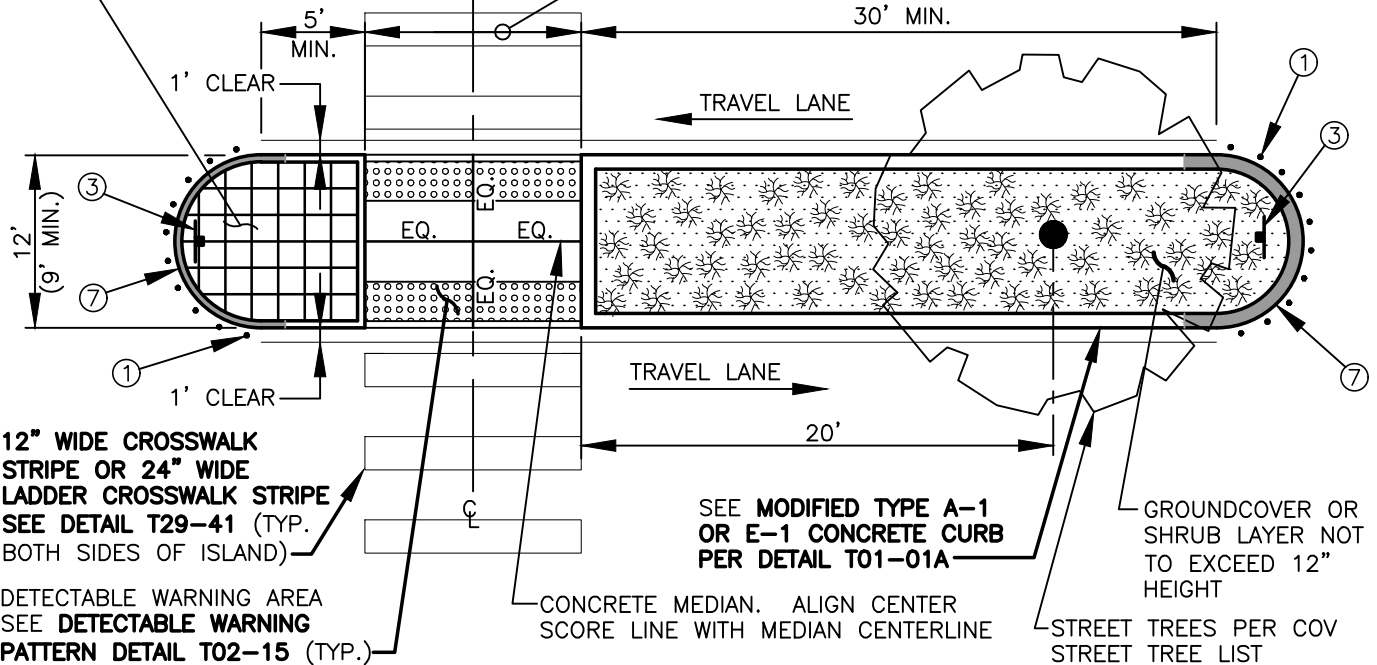 5'
MIN.
30' MIN.
1' CLEAR
TRAVEL LANE
1
3
3
12'
(9' MIN.)
EQ.
EQ.
EQ.
EQ.
7
1
7
1' CLEAR
TRAVEL LANE
20'
12" WIDE CROSSWALK
STRIPE OR 24" WIDE
LADDER CROSSWALK STRIPE
SEE DETAIL T29-41 (TYP.
BOTH SIDES OF ISLAND)
CL
SEE MODIFIED TYPE A-1
OR E-1 CONCRETE CURB
PER DETAIL T01-01A
GROUNDCOVER OR
SHRUB LAYER NOT
TO EXCEED 12"
HEIGHT
DETECTABLE WARNING AREA
SEE DETECTABLE WARNING
PATTERN DETAIL T02-15 (TYP.)
CONCRETE MEDIAN. ALIGN CENTER
SCORE LINE WITH MEDIAN CENTERLINE
STREET TREES PER COV
STREET TREE LIST